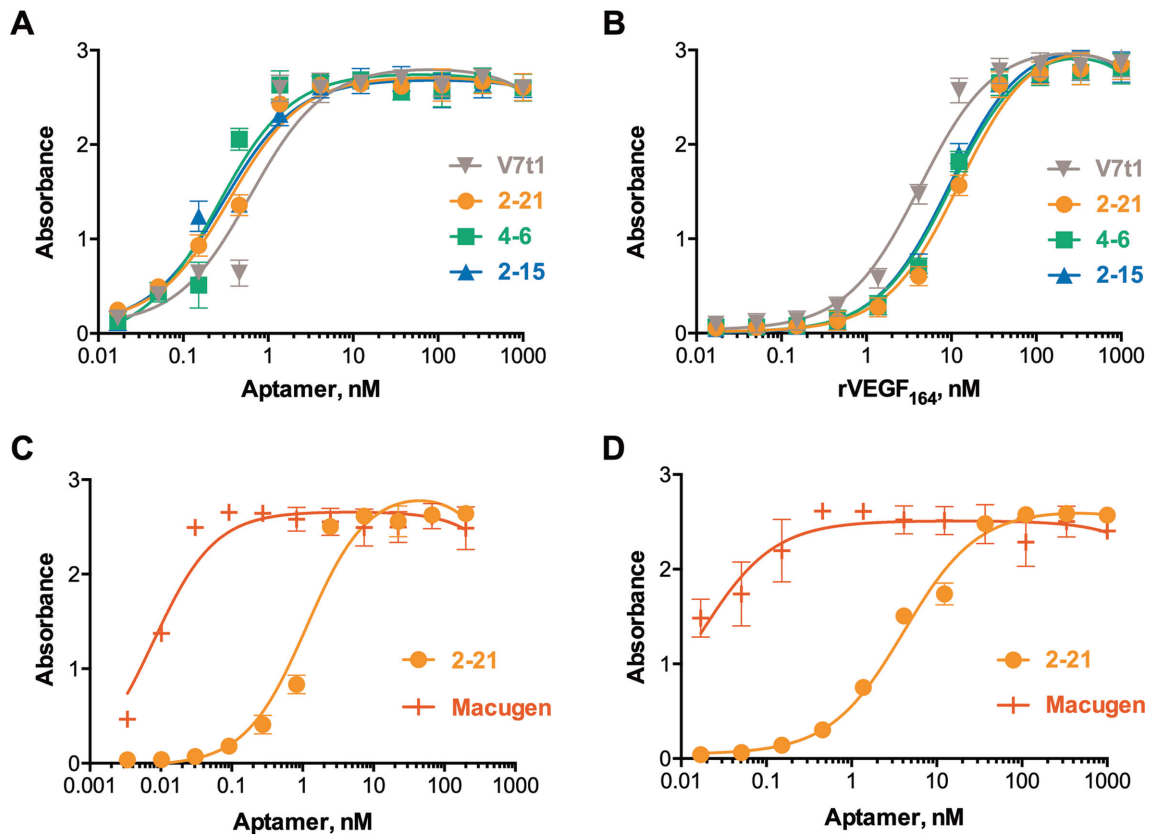 A
3
2
1
0
Absorbance
V7t1
2-21
4-6
2-15
0.01 0.1 1 10 100 1000
Aptamer, nM
B
3
2
1
0
Absorbance
V7t1
2-21
4-6
2-15
0.01 0.1 1 10 100 1000
rVEGF₁₆₄, nM
C
3
2
1
0
Absorbance
2-21
Macugen
0.001 0.01 0.1 1 10 100 1000
Aptamer, nM
D
3
2
1
0
Absorbance
2-21
Macugen
0.01 0.1 1 10 100 1000
Aptamer, nM